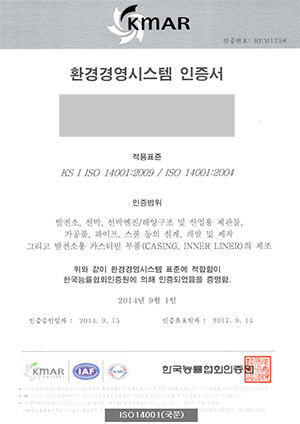 KMAR
인증번호: HEM1758
환경경영시스템 인증서
적용표준
KS I ISO 14001:2009 / ISO 14001:2004
인증범위
발전소, 선박, 선박엔진/해양구조 및 산업용 제관물,
가공품, 파이프, 스풀 등의 설계, 개발 및 제작
그리고 발전소용 가스터빈 부품(CASING, INNER LINER)의 제조
위와 같이 환경경영시스템 표준에 적합함이
한국능률협회인증원에 의해 인증되었음을 증명함.
2014년 9월 1일
인증승인일자 : 2014. 9. 15
인증유효일자 : 2017. 9. 14
KMAR
IAF
한국능률협회인증원
ISO14001(국문)